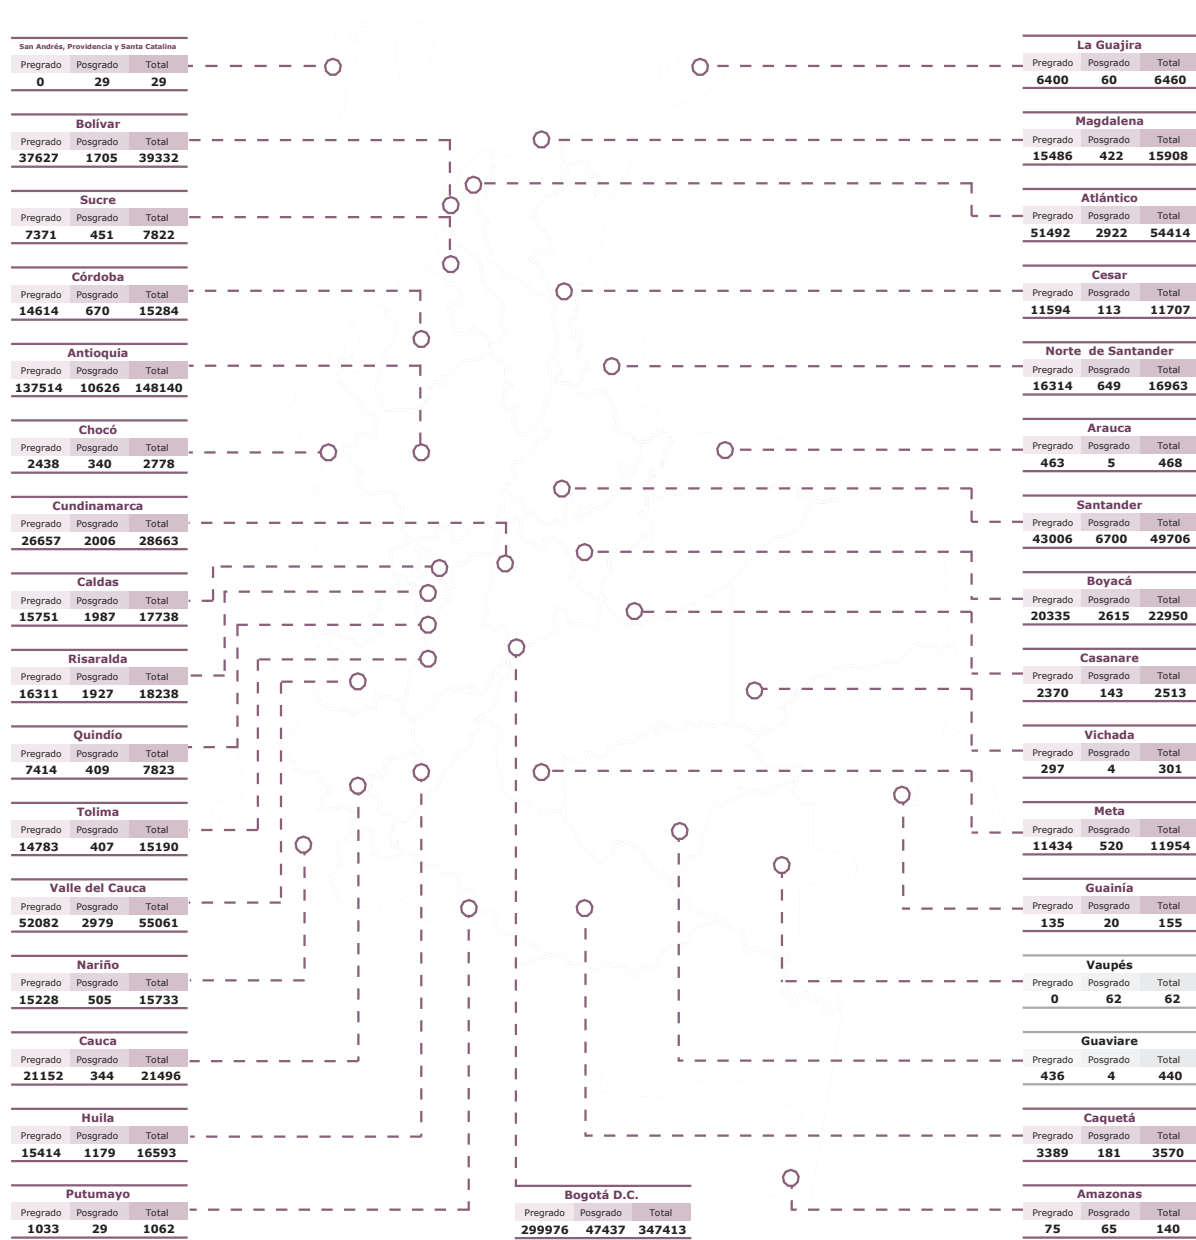 San Andrés, Providencia y Santa Catalina
Pregrado Posgrado Total
0 29 29
Bolívar
Pregrado Posgrado Total
37627 1705 39332
Sucre
Pregrado Posgrado Total
7371 451 7822
Córdoba
Pregrado Posgrado Total
14614 670 15284
Antioquia
Pregrado Posgrado Total
137514 10626 148140
Chocó
Pregrado Posgrado Total
2438 340 2778
Cundinamarca
Pregrado Posgrado Total
26657 2006 28663
Caldas
Pregrado Posgrado Total
15751 1987 17738
Risaralda
Pregrado Posgrado Total
16311 1927 18238
Quindío
Pregrado Posgrado Total
7414 409 7823
Tolima
Pregrado Posgrado Total
14783 407 15190
Valle del Cauca
Pregrado Posgrado Total
52082 2979 55061
Nariño
Pregrado Posgrado Total
15228 505 15733
Cauca
Pregrado Posgrado Total
21152 344 21496
Huila
Pregrado Posgrado Total
15414 1179 16593
Putumayo
Pregrado Posgrado Total
1033 29 1062
Bogotá D.C.
Pregrado Posgrado Total
299976 47437 347413
La Guajira
Pregrado Posgrado Total
6400 60 6460
Magdalena
Pregrado Posgrado Total
15486 422 15908
Atlántico
Pregrado Posgrado Total
51492 2922 54414
Cesar
Pregrado Posgrado Total
11594 113 11707
Norte de Santander
Pregrado Posgrado Total
16314 649 16963
Arauca
Pregrado Posgrado Total
463 5 468
Santander
Pregrado Posgrado Total
43006 6700 49706
Boyacá
Pregrado Posgrado Total
20335 2615 22950
Casanare
Pregrado Posgrado Total
2370 143 2513
Vichada
Pregrado Posgrado Total
297 4 301
Meta
Pregrado Posgrado Total
11434 520 11954
Guainía
Pregrado Posgrado Total
135 20 155
Vaupés
Pregrado Posgrado Total
0 62 62
Guaviare
Pregrado Posgrado Total
436 4 440
Caquetá
Pregrado Posgrado Total
3389 181 3570
Amazonas
Pregrado Posgrado Total
75 65 140